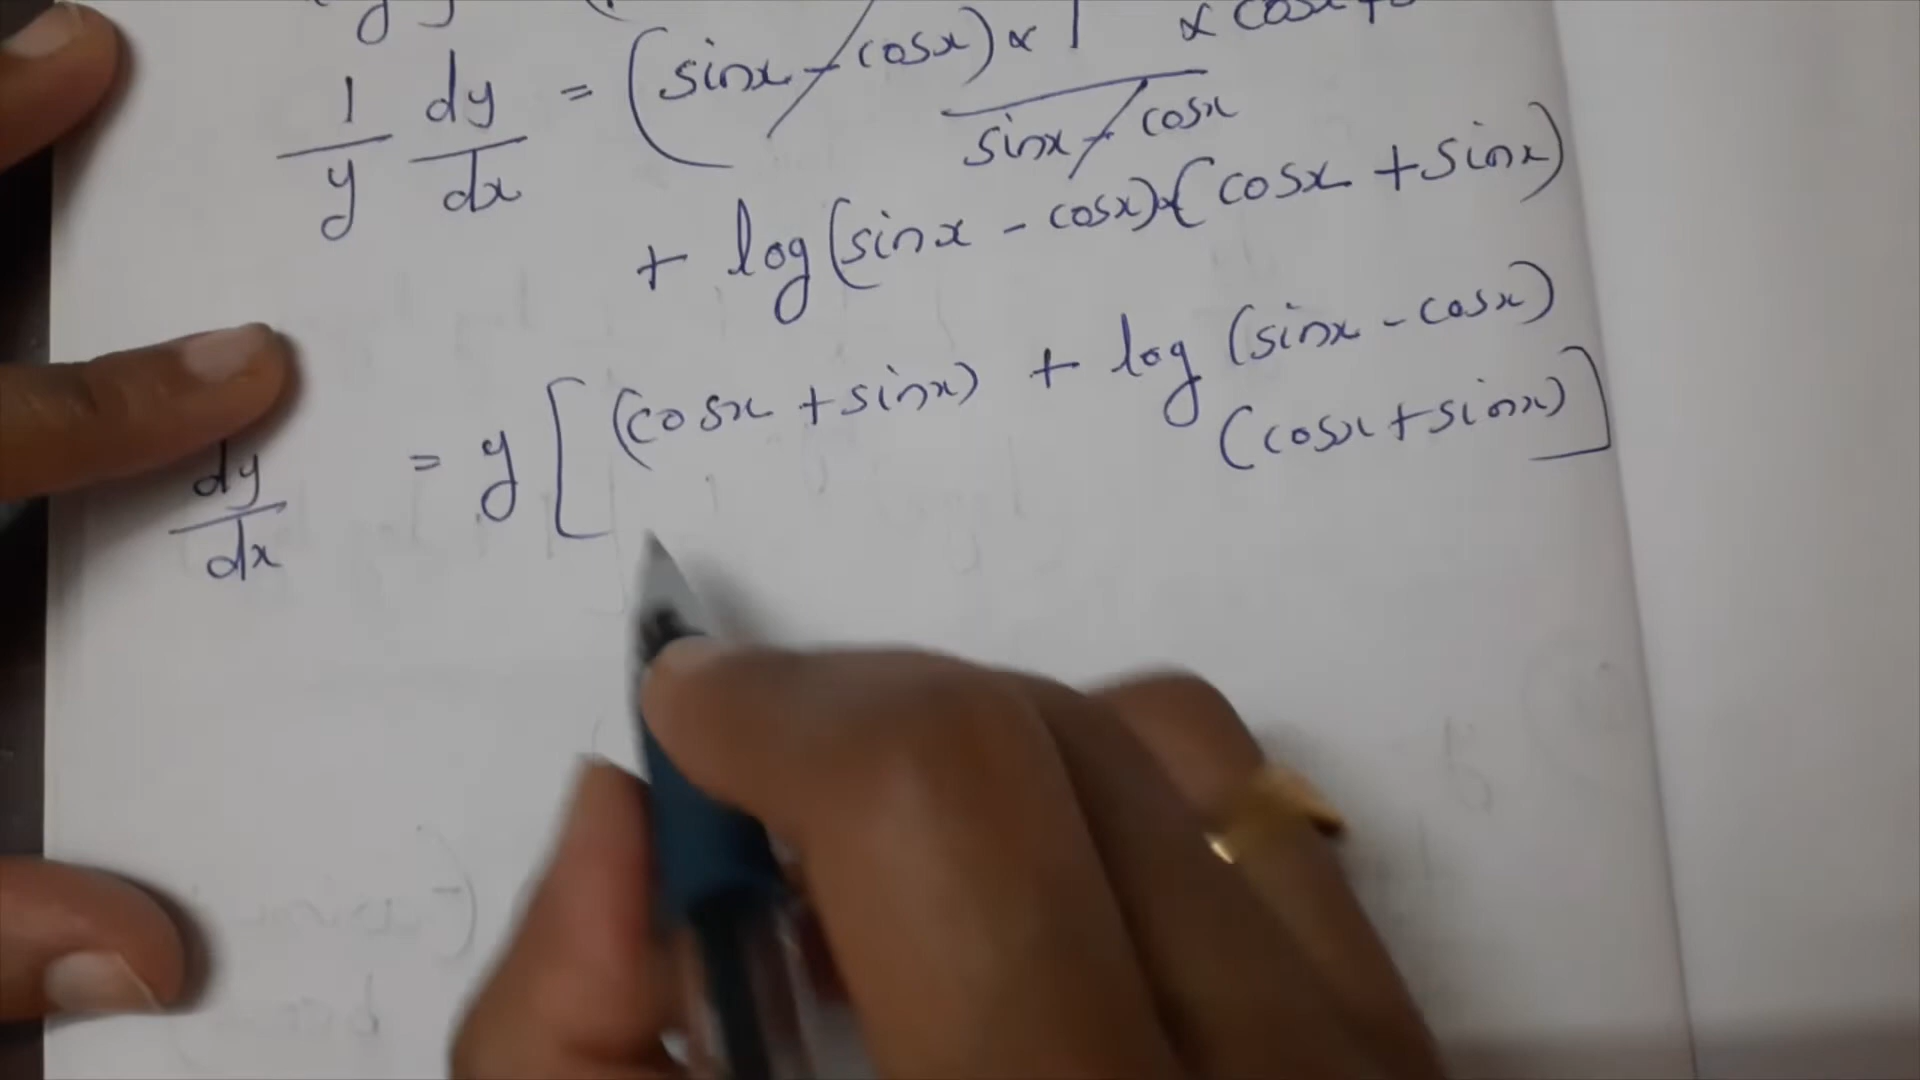 1/y dy/dx = (sinx - cosx) × 1/(sinx - cosx) × cosx +
+ log(sinx - cosx) × (cosx + sinx)
dy/dx = y [(cosx + sinx) + log (sinx - cosx)
(cosx + sinx)]